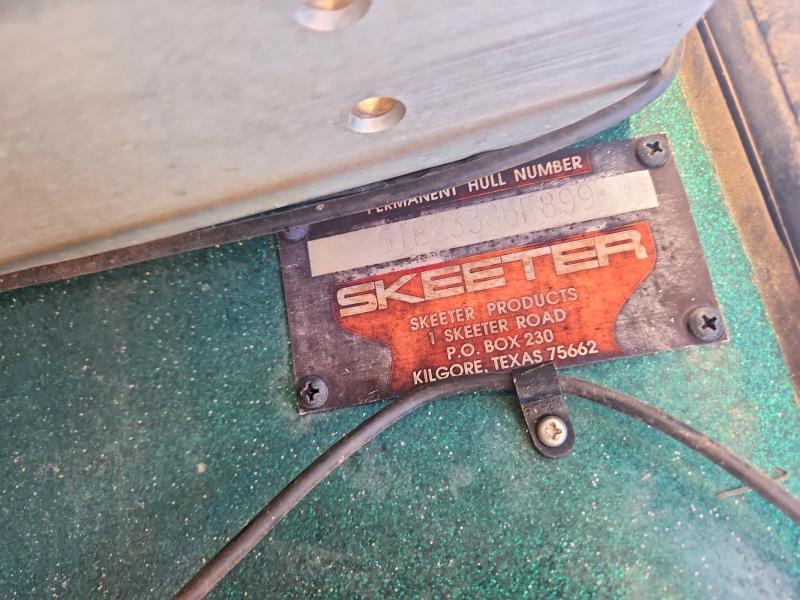 PERMANENT HULL NUMBER
STE23386F899
SKEETER
SKEETER PRODUCTS
1 SKEETER ROAD
P.O. BOX 230
KILGORE, TEXAS 75662